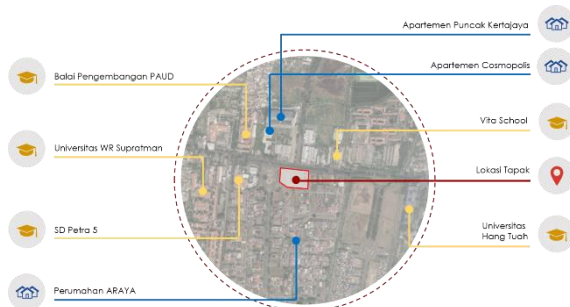 Apartemen Puncak Kertajaya
Apartemen Cosmopolis
Balai Pengembangan PAUD
Vita School
Universitas WR Supratman
Lokasi Tapak
SD Petra 5
Universitas
Hang Tuah
Perumahan ARAYA